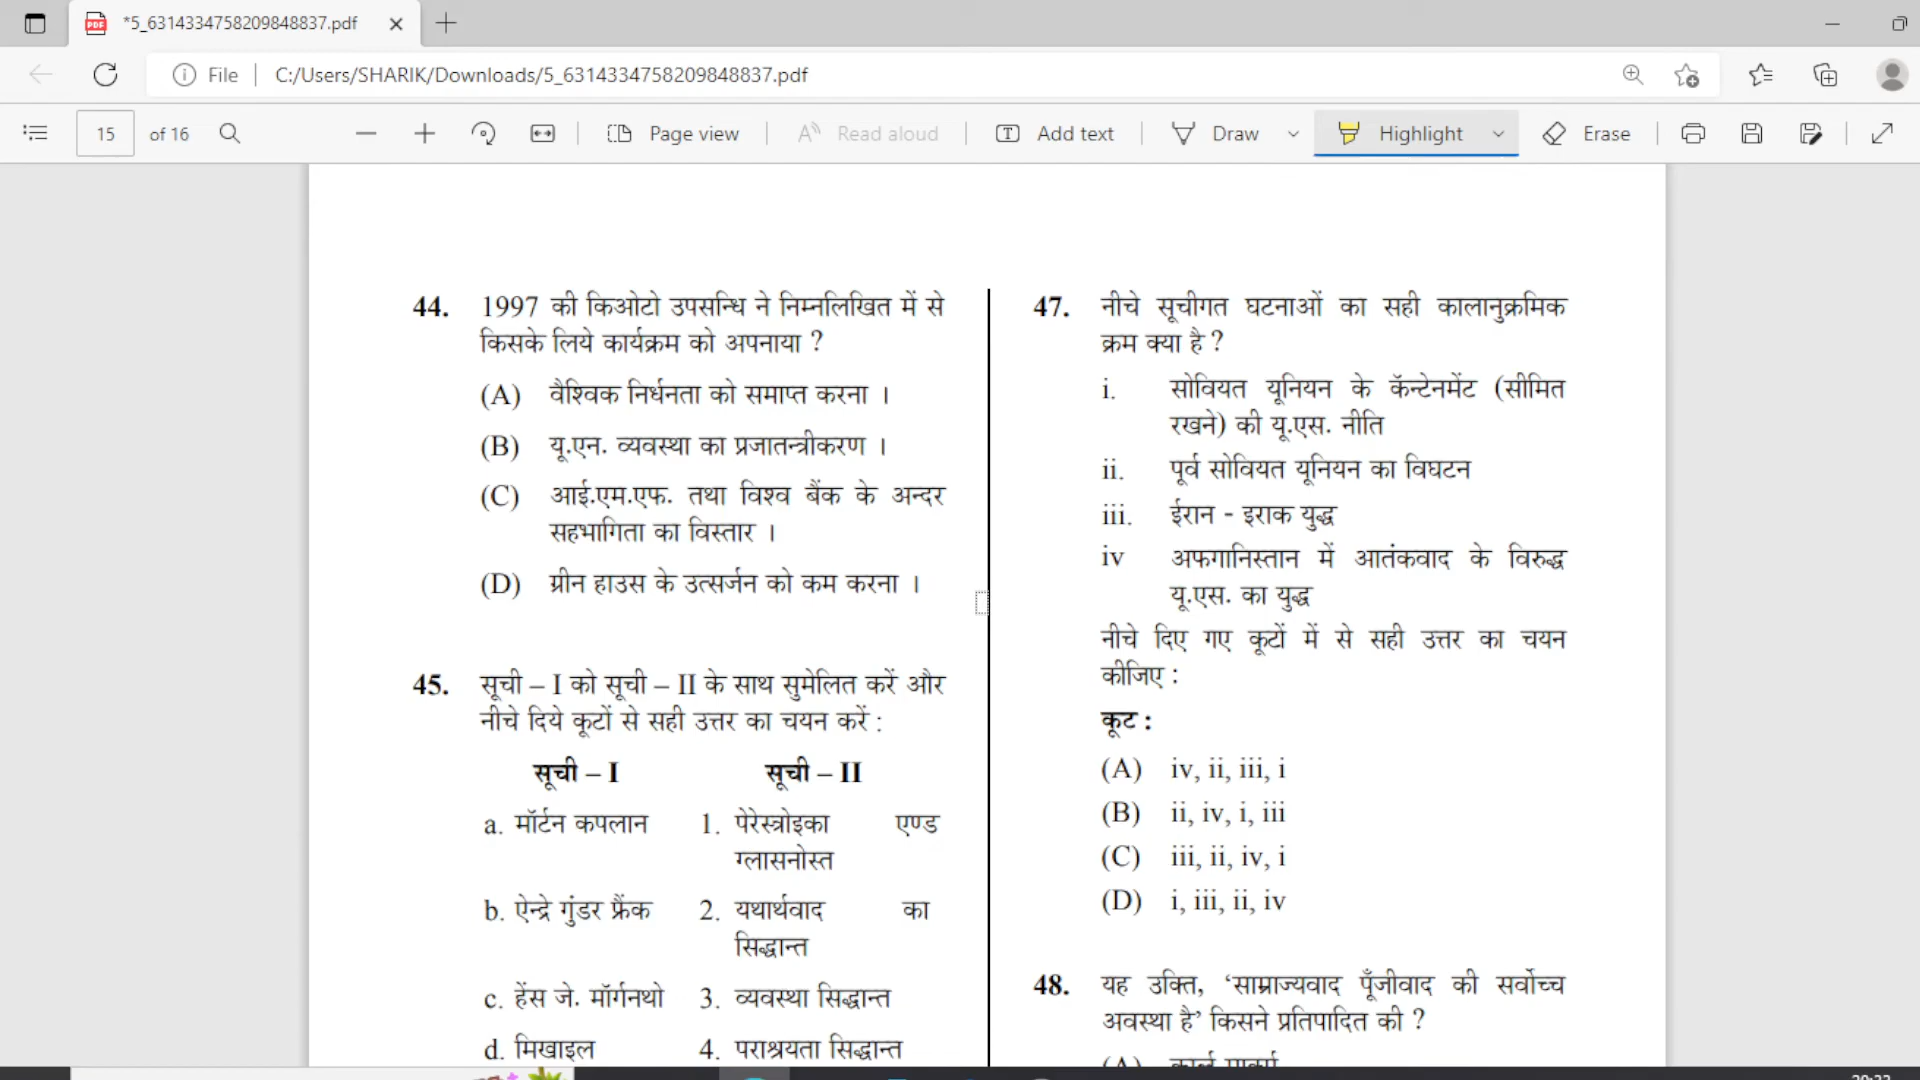 *5_6314334758209848837.pdf
File
C:/Users/SHARIK/Downloads/5_6314334758209848837.pdf
15 of 16
Page view
Read aloud
Add text
Draw
Highlight
Erase
44. 1997 की किओटो उपसन्धि ने निम्नलिखित में से
किसके लिये कार्यक्रम को अपनाया ?
(A) वैश्विक निर्धनता को समाप्त करना ।
(B) यू.एन. व्यवस्था का प्रजातन्त्रीकरण ।
(C) आई.एम.एफ. तथा विश्व बैंक के अन्दर
सहभागिता का विस्तार ।
(D) ग्रीन हाउस के उत्सर्जन को कम करना ।
45. सूची – I को सूची – II के साथ सुमेलित करें और
नीचे दिये कूटों से सही उत्तर का चयन करें :
सूची – I सूची – II
a. मॉर्टन कपलान 1. पेरेस्त्रोइका एण्ड
ग्लासनोस्त
b. ऐन्द्रे गुंडर फ्रैंक 2. यथार्थवाद का
सिद्धान्त
c. हेंस जे. मॉर्गनथो 3. व्यवस्था सिद्धान्त
d. मिखाइल 4. पराश्रयता सिद्धान्त
47. नीचे सूचीगत घटनाओं का सही कालानुक्रमिक
क्रम क्या है ?
i. सोवियत यूनियन के कॅन्टेनमेंट (सीमित
रखने) की यू.एस. नीति
ii. पूर्व सोवियत यूनियन का विघटन
iii. ईरान - इराक युद्ध
iv अफगानिस्तान में आतंकवाद के विरुद्ध
यू.एस. का युद्ध
नीचे दिए गए कूटों में से सही उत्तर का चयन
कीजिए :
कूट :
(A) iv, ii, iii, i
(B) ii, iv, i, iii
(C) iii, ii, iv, i
(D) i, iii, ii, iv
48. यह उक्ति, ‘साम्राज्यवाद पूँजीवाद की सर्वोच्च
अवस्था है’ किसने प्रतिपादित की ?
(A) कार्ल मार्क्स